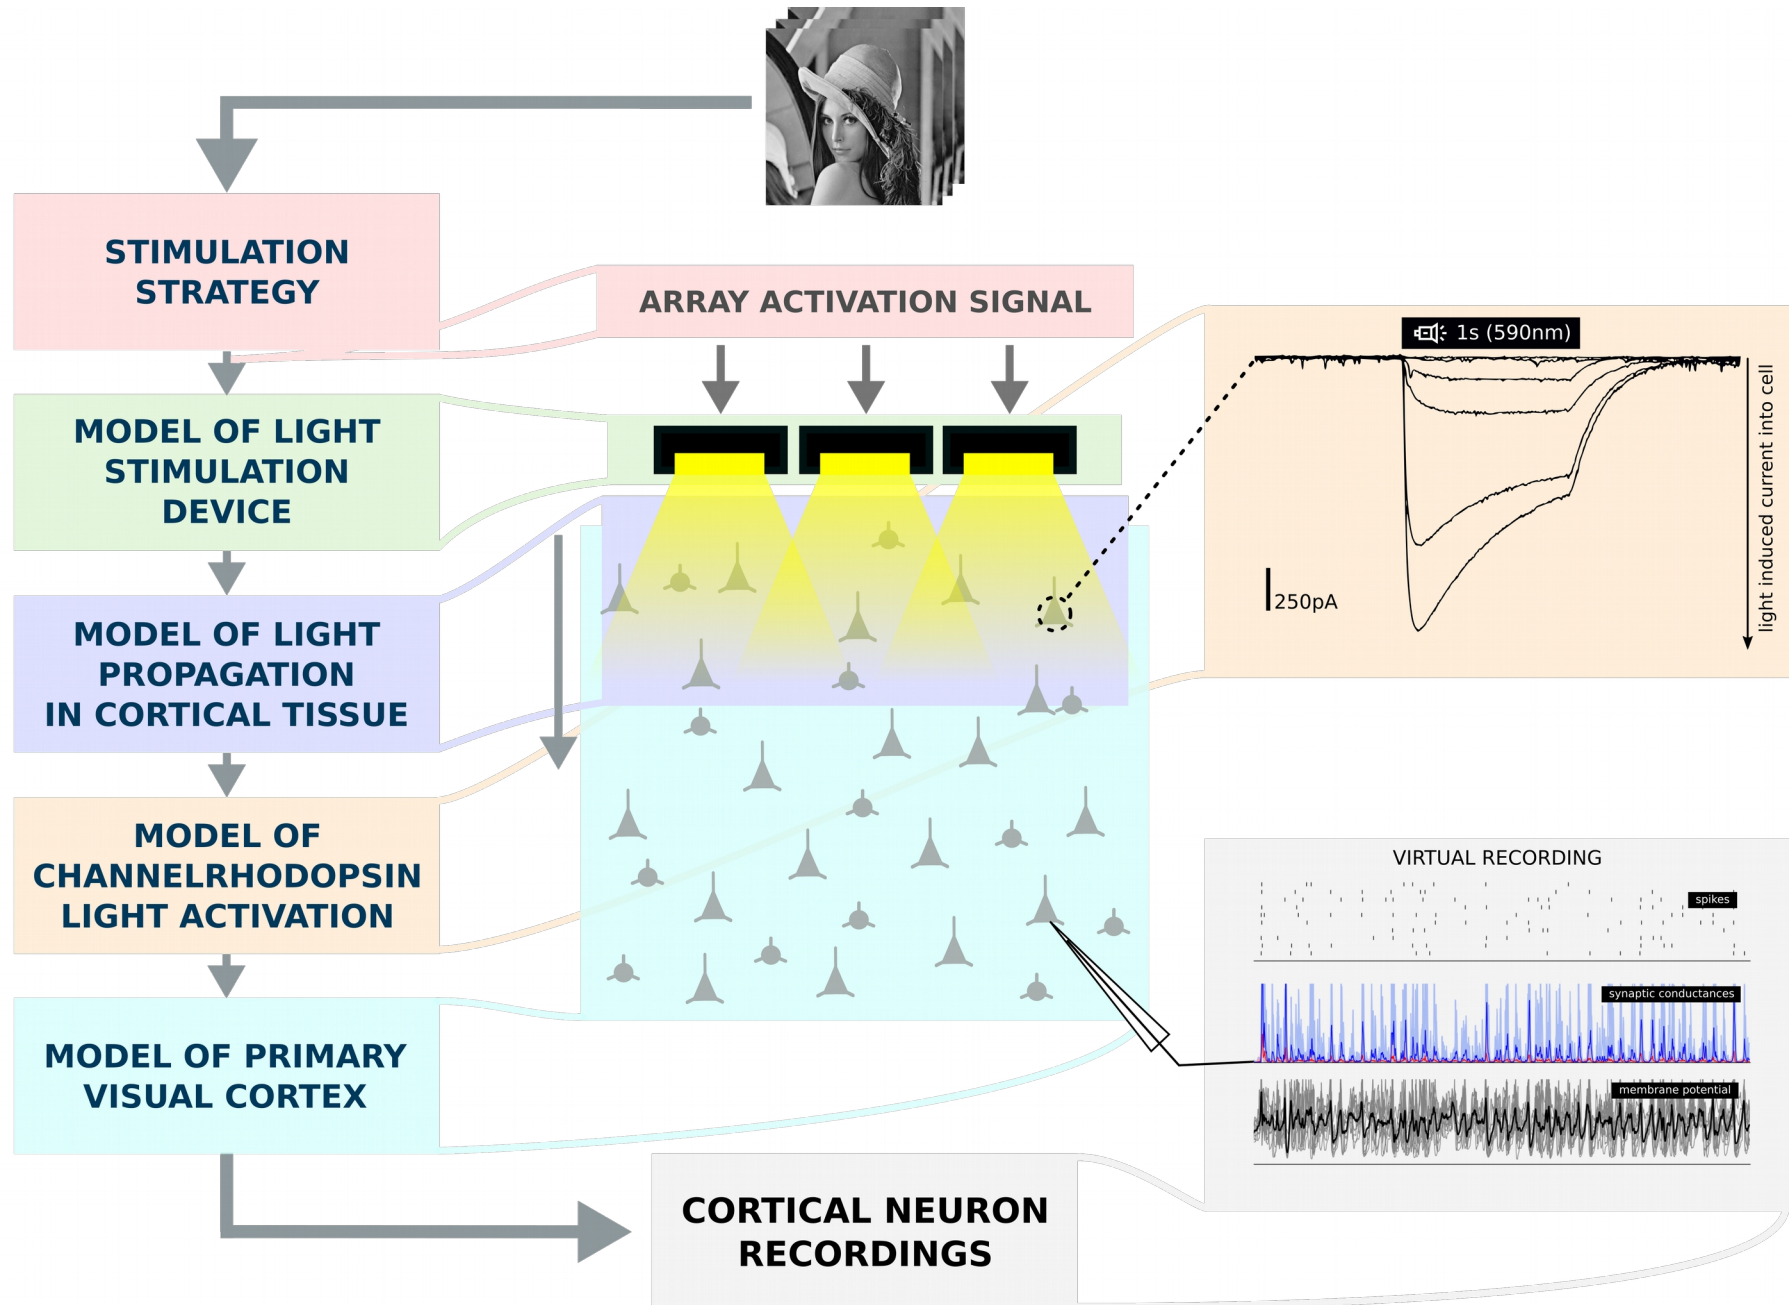 STIMULATION
STRATEGY
ARRAY ACTIVATION SIGNAL
1s (590nm)
light induced current into cell
250pA
MODEL OF LIGHT
STIMULATION
DEVICE
MODEL OF LIGHT
PROPAGATION
IN CORTICAL TISSUE
MODEL OF
CHANNELRHODOPSIN
LIGHT ACTIVATION
VIRTUAL RECORDING
spikes
synaptic conductances
membrane potential
MODEL OF PRIMARY
VISUAL CORTEX
CORTICAL NEURON
RECORDINGS